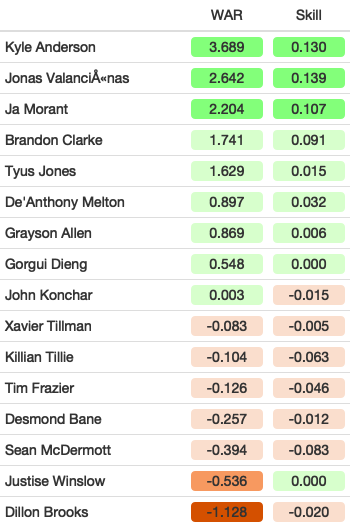 WAR Skill
Kyle Anderson 3.689 0.130
Jonas ValanciÅ«nas 2.642 0.139
Ja Morant 2.204 0.107
Brandon Clarke 1.741 0.091
Tyus Jones 1.629 0.015
De'Anthony Melton 0.897 0.032
Grayson Allen 0.869 0.006
Gorgui Dieng 0.548 0.000
John Konchar 0.003 -0.015
Xavier Tillman -0.083 -0.005
Killian Tillie -0.104 -0.063
Tim Frazier -0.126 -0.046
Desmond Bane -0.257 -0.012
Sean McDermott -0.394 -0.083
Justise Winslow -0.536 0.000
Dillon Brooks -1.128 -0.020